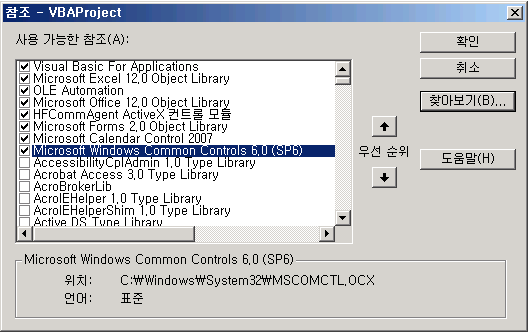 참조 - VBAProject
사용 가능한 참조(A):
Visual Basic For Applications
Microsoft Excel 12.0 Object Library
OLE Automation
Microsoft Office 12.0 Object Library
HFCommAgent ActiveX 컨트롤 모듈
Microsoft Forms 2.0 Object Library
Microsoft Calendar Control 2007
Microsoft Windows Common Controls 6.0 (SP6)
AccessibilityCplAdmin 1.0 Type Library
Acrobat Access 3.0 Type Library
AcroBrokerLib
AcroIEHelper 1.0 Type Library
AcroIEHelperShim 1.0 Type Library
Active DS Type Library
우선 순위
확인
취소
찾아보기(B)...
도움말(H)
Microsoft Windows Common Controls 6.0 (SP6)
위치: C:₩Windows₩System32₩MSCOMCTL.OCX
언어: 표준